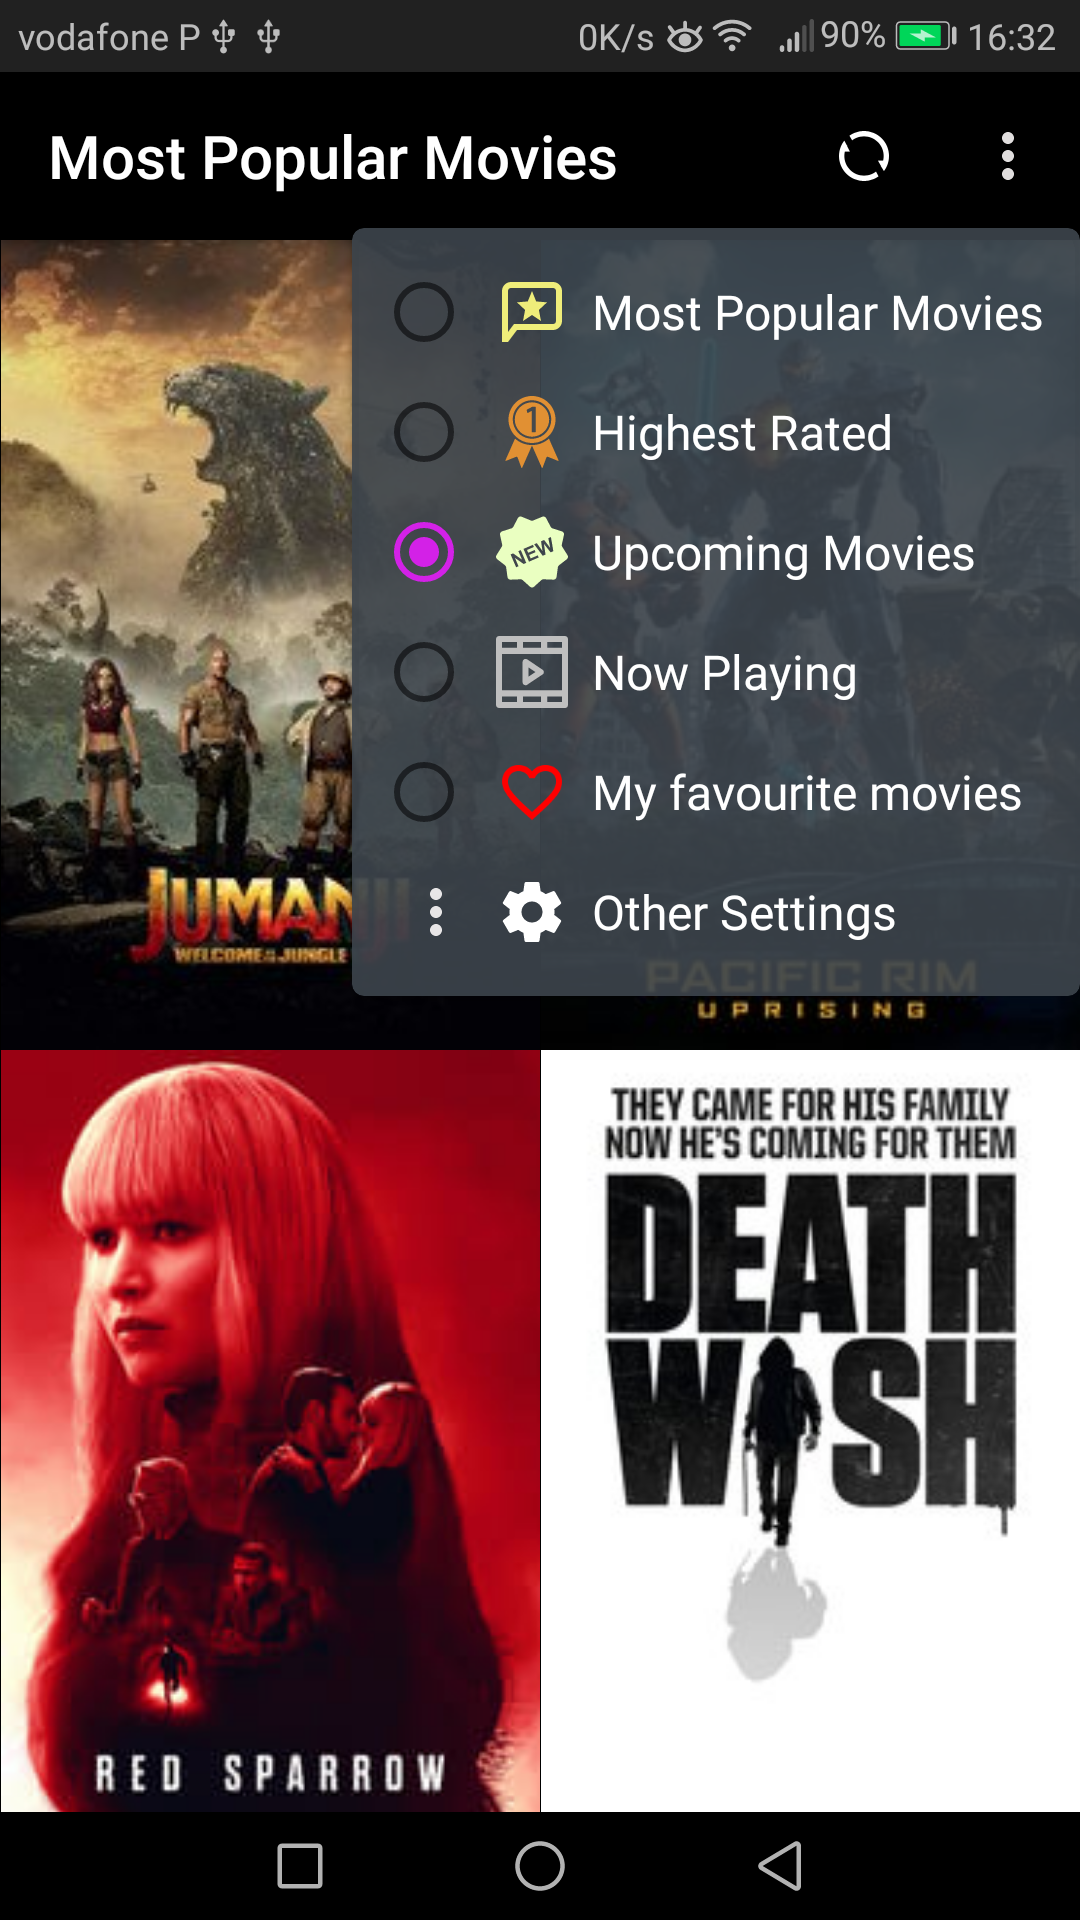 vodafone P 0K/s 90% 16:32
Most Popular Movies
Most Popular Movies
1
Highest Rated
NEW
Upcoming Movies
Now Playing
My favourite movies
Other Settings
JUMANJI
WELCOME TO THE JUNGLE
PACIFIC RIM
UPRISING
THEY CAME FOR HIS FAMILY
NOW HE'S COMING FOR THEM
DEATH
WISH
RED SPARROW